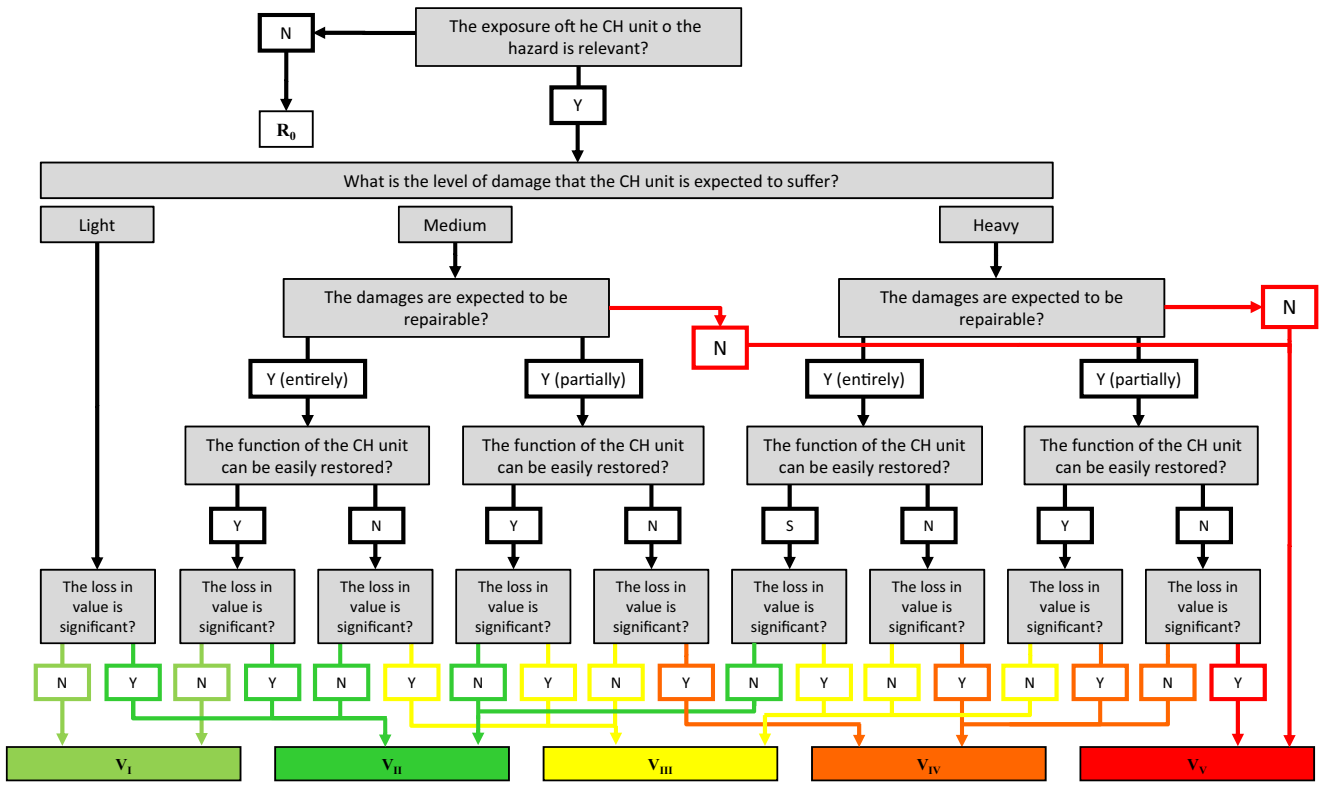 The exposure oft he CH unit o the
hazard is relevant?
N
Y
R0
What is the level of damage that the CH unit is expected to suffer?
Light
Medium
Heavy
The damages are expected to be
repairable?
The damages are expected to be
repairable?
N
N
Y (entirely)
Y (partially)
Y (entirely)
Y (partially)
The function of the CH unit
can be easily restored?
The function of the CH unit
can be easily restored?
The function of the CH unit
can be easily restored?
The function of the CH unit
can be easily restored?
Y
N
Y
N
S
N
Y
N
The loss in
value is
significant?
The loss in
value is
significant?
The loss in
value is
significant?
The loss in
value is
significant?
The loss in
value is
significant?
The loss in
value is
significant?
The loss in
value is
significant?
The loss in
value is
significant?
The loss in
value is
significant?
N
Y
N
Y
N
Y
N
Y
N
Y
N
Y
N
Y
N
Y
N
Y
VI
VII
VIII
VIV
VV